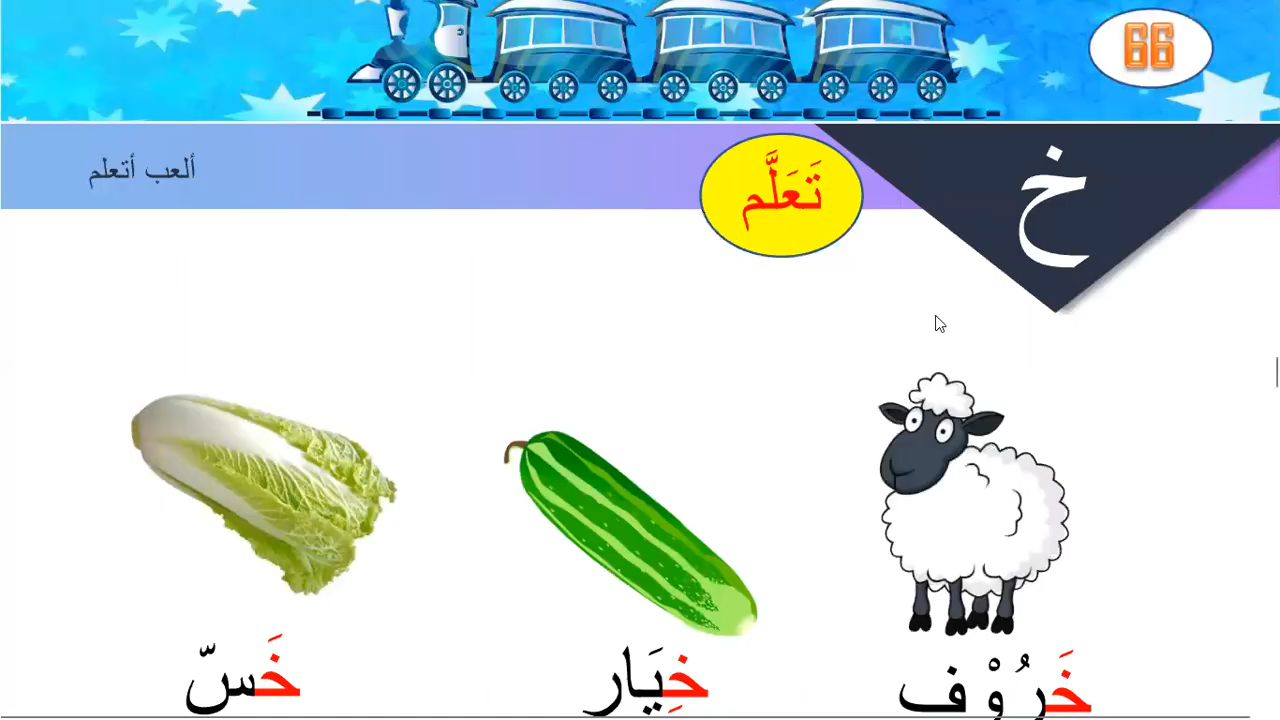 66
خ
تَعَلَّم
ألعب أتعلم
خَرُوْف
خِيَار
خَسّ